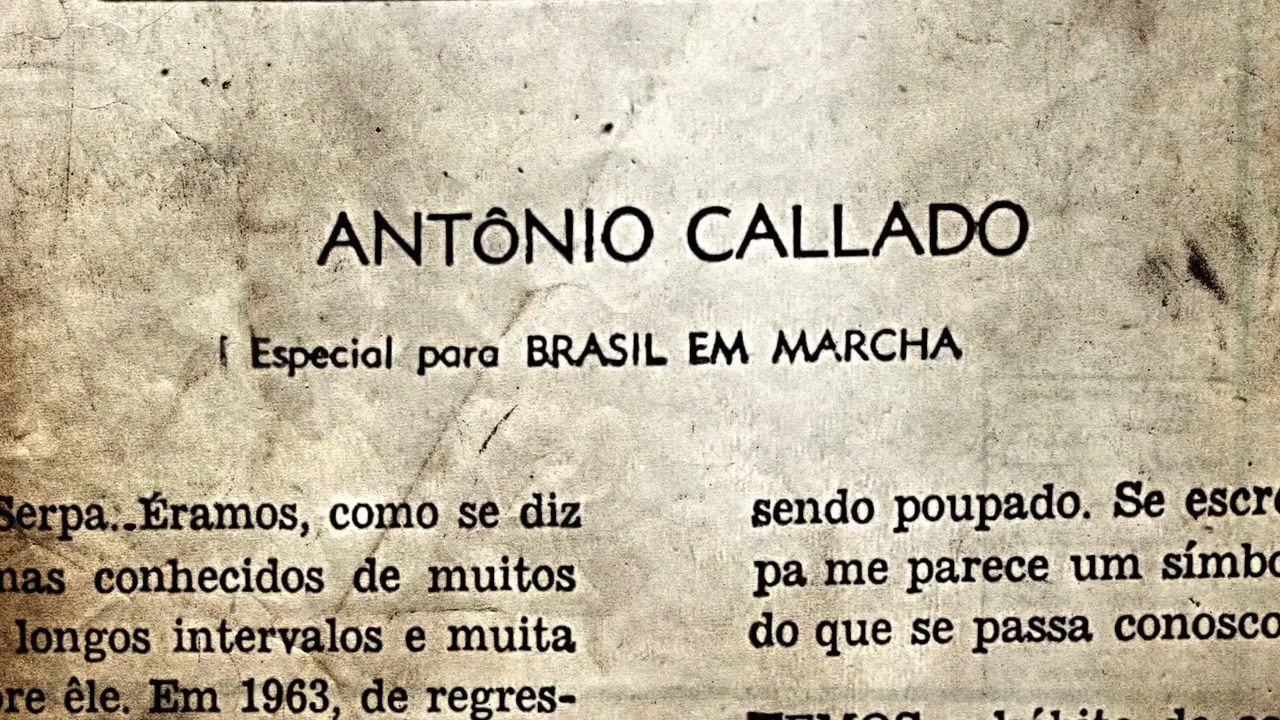 ANTÔNIO CALLADO
Especial para BRASIL EM MARCHA
Serpa. Éramos, como se diz
conhecidos de muitos
longos intervalos e muita
êle. Em 1963, de regres-
sendo poupado. Se
pa me parece um
do que se passa conosco